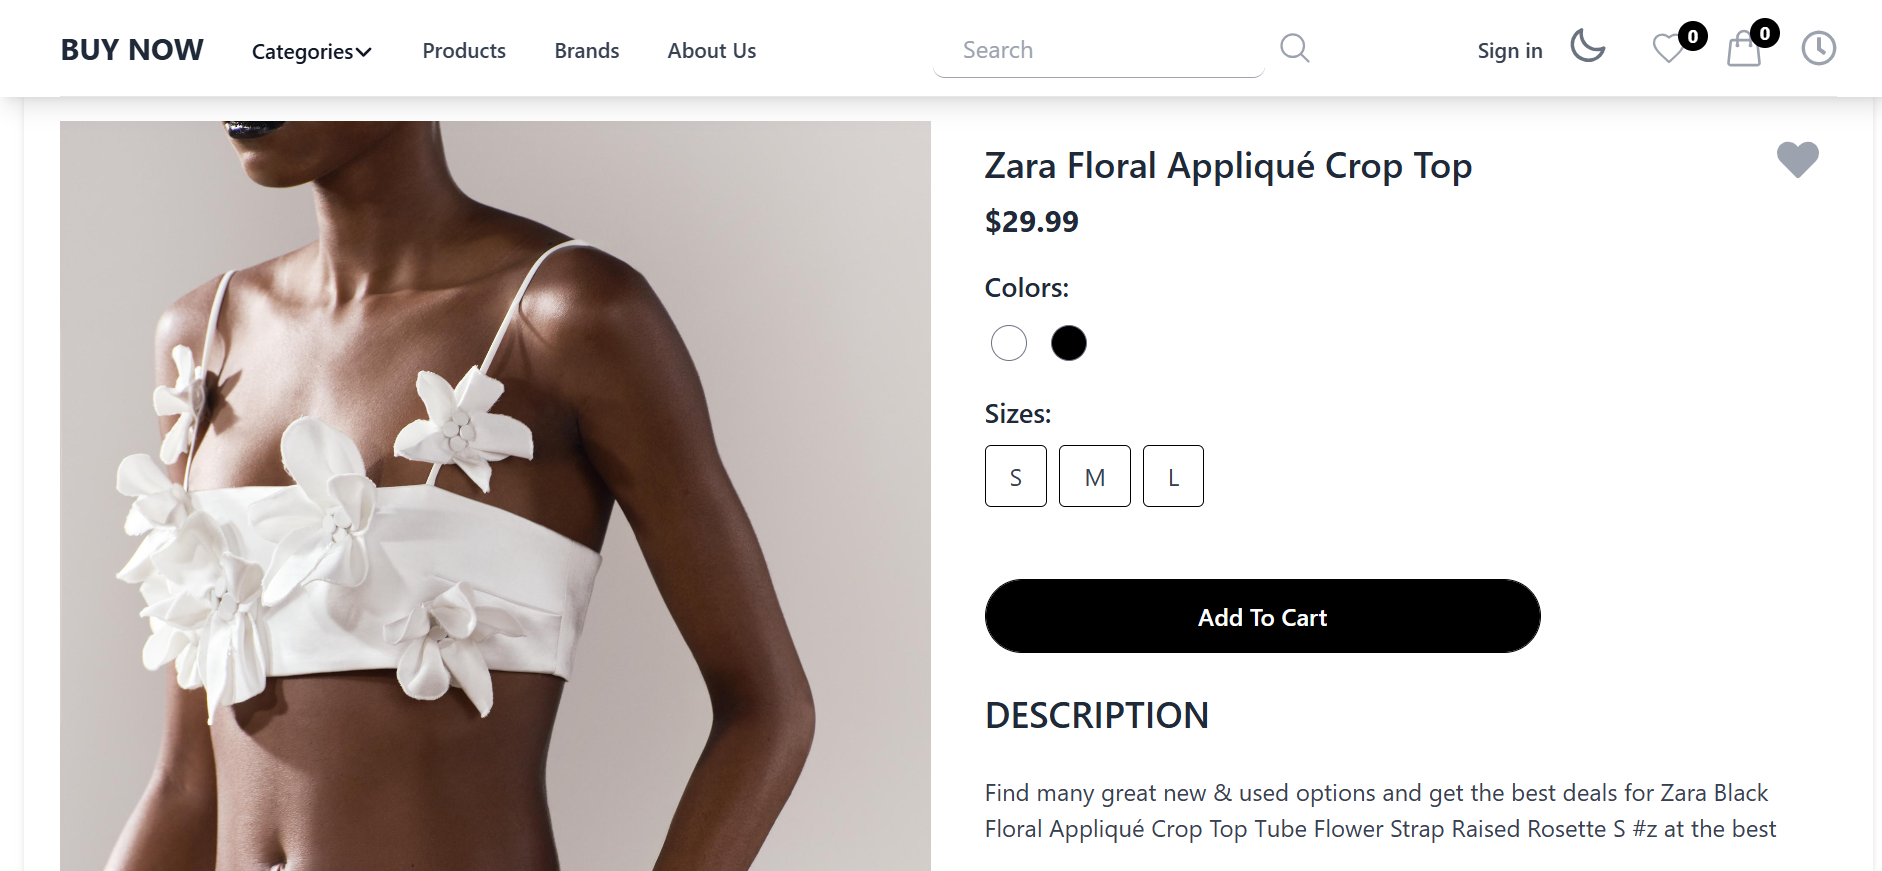 BUY NOW
Categories
Products
Brands
About Us
Search
Sign in
0
0
Zara Floral Appliqué Crop Top
$29.99
Colors:
Sizes:
S
M
L
Add To Cart
DESCRIPTION
Find many great new & used options and get the best deals for Zara Black
Floral Appliqué Crop Top Tube Flower Strap Raised Rosette S #z at the best